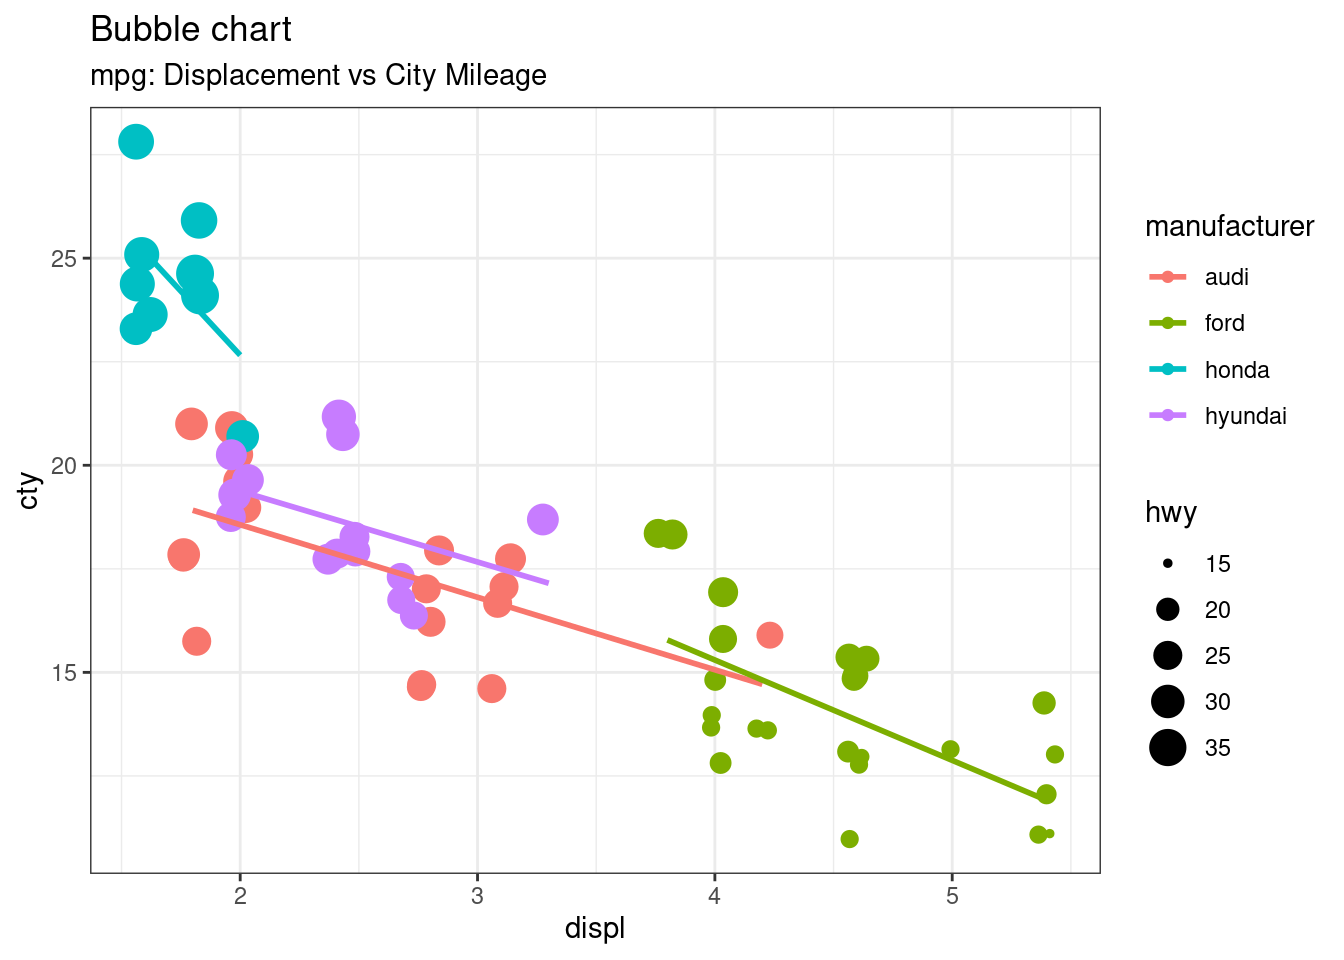 Bubble chart
mpg: Displacement vs City Mileage
25
20
15
cty
2 3 4 5
displ
manufacturer
audi
ford
honda
hyundai
hwy
15
20
25
30
35